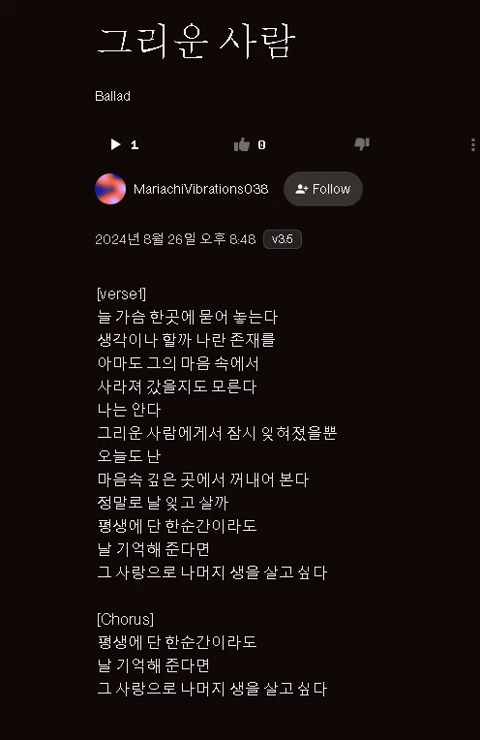 그리운 사람
Ballad
1
0
MariachiVibrations038
Follow
2024년 8월 26일 오후 8:48 v3.5
[verse1]
늘 가슴 한곳에 묻어 놓는다
생각이나 할까 나란 존재를
아마도 그의 마음 속에서
사라져 갔을지도 모른다
나는 안다
그리운 사람에게서 잠시 잊혀졌을뿐
오늘도 난
마음속 깊은 곳에서 꺼내어 본다
정말로 날 잊고 살까
평생에 단 한순간이라도
날 기억해 준다면
그 사랑으로 나머지 생을 살고 싶다
[Chorus]
평생에 단 한순간이라도
날 기억해 준다면
그 사랑으로 나머지 생을 살고 싶다